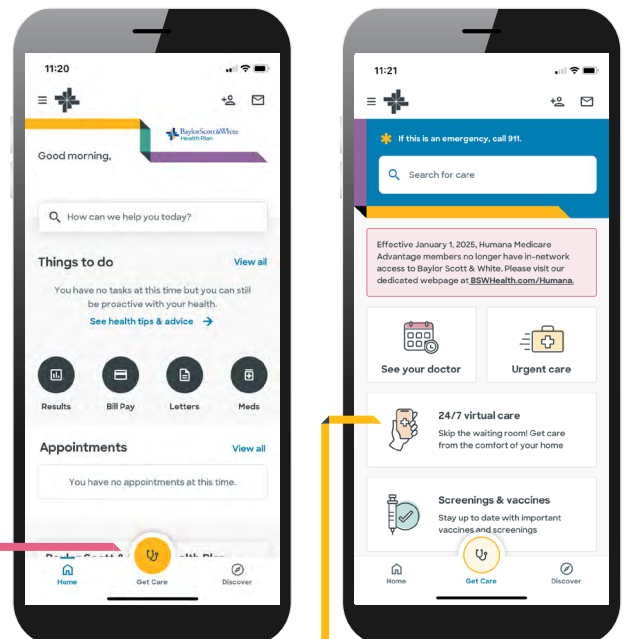 11:20
BaylorScott&White
Health Plan
Good morning,
How can we help you today?
Things to do
View all
You have no tasks at this time but you can still
be proactive with your health.
See health tips & advice →
Results
Bill Pay
Letters
Meds
Appointments
View all
You have no appointments at this time.
Home
Get Care
Discover
11:21
If this is an emergency, call 911.
Search for care
Effective January 1, 2025, Humana Medicare
Advantage members no longer have in-network
access to Baylor Scott & White. Please visit our
dedicated webpage at BSWHealth.com/Humana.
See your doctor
Urgent care
24/7 virtual care
Skip the waiting room! Get care
from the comfort of your home
Screenings & vaccines
Stay up to date with important
vaccines and screenings
Home
Get Care
Discover